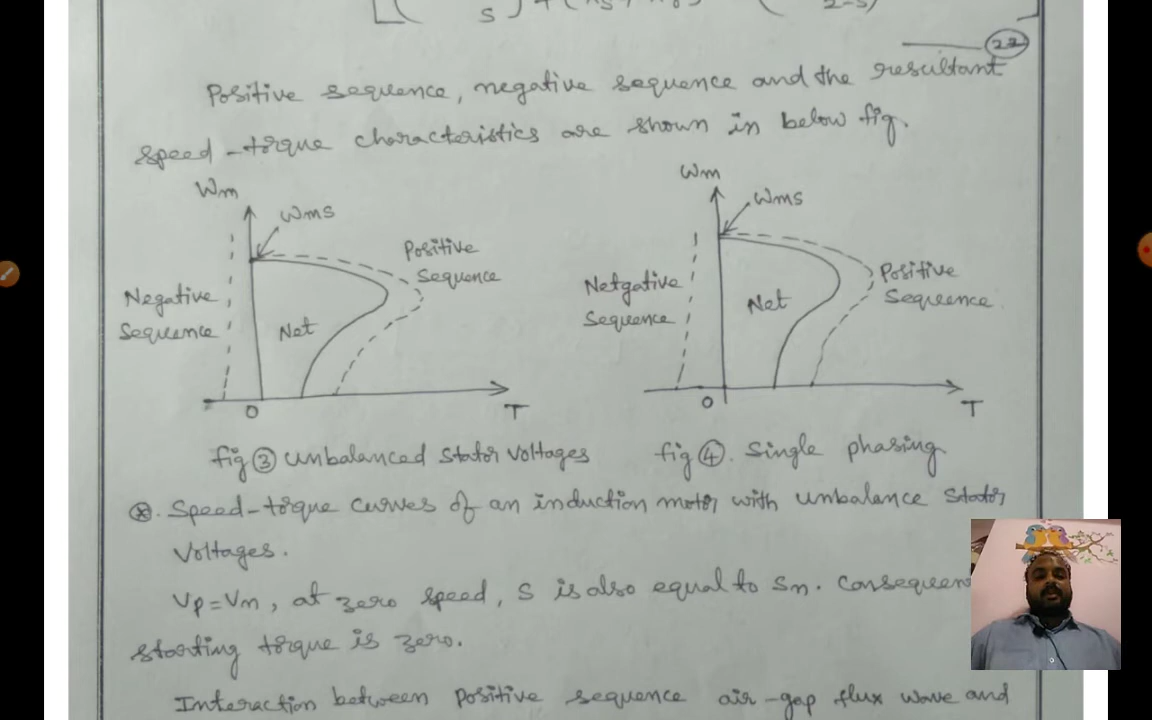 22
Positive sequence, negative sequence and the resultant
speed-torque characteristics are shown in below fig.
Wm
Wms
Positive
Sequence
Negative
Sequence
Net
O
T
Wm
Wms
Netgative
Sequence
Net
Positive
Sequence
O
T
fig ③ Unbalanced Stator Voltages
fig ④. Single phasing
⊛. Speed-torque curves of an induction motor with unbalance Stator
Voltages.
Vp=Vn, at zero speed, S is also equal to Sn. Consequen
starting torque is zero.
Interaction between Positive sequence air-gap flux wave and